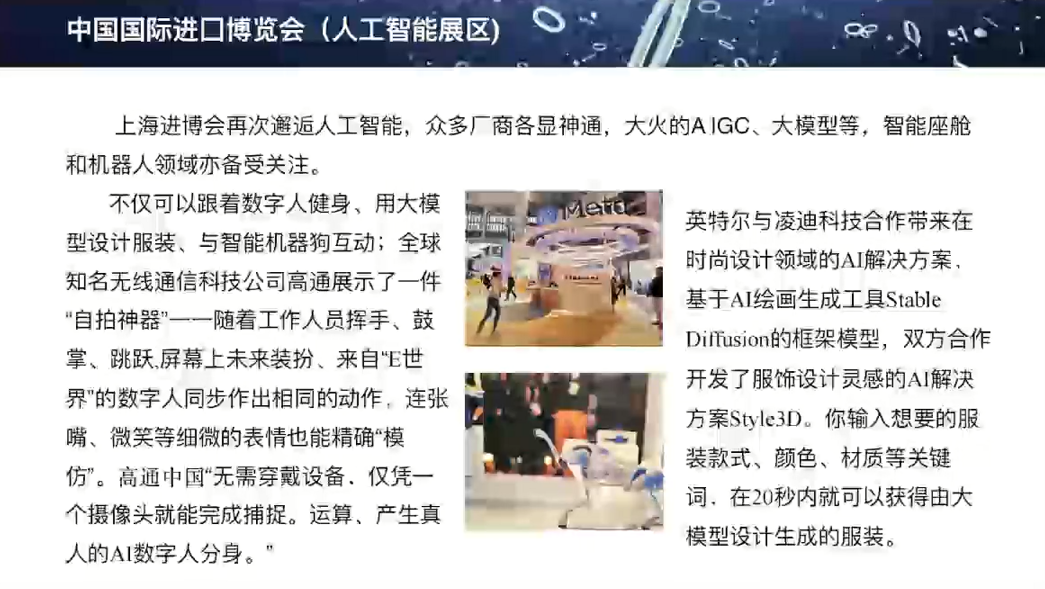 中国国际进口博览会（人工智能展区)
上海进博会再次邂逅人工智能，众多厂商各显神通，大火的AIGC、大模型等，智能座舱
和机器人领域亦备受关注。
不仅可以跟着数字人健身、用大模
型设计服装、与智能机器狗互动；全球
知名无线通信科技公司高通展示了一件
“自拍神器”——随着工作人员挥手、鼓
掌、跳跃,屏幕上未来装扮、来自“E世
界”的数字人同步作出相同的动作，连张
嘴、微笑等细微的表情也能精确“模
仿”。高通中国“无需穿戴设备，仅凭一
个摄像头就能完成捕捉。运算、产生真
人的AI数字人分身。”
Meta
英特尔与凌迪科技合作带来在
时尚设计领域的AI解决方案，
基于AI绘画生成工具Stable
Diffusion的框架模型，双方合作
开发了服饰设计灵感的AI解决
方案Style3D。你输入想要的服
装款式、颜色、材质等关键
词，在20秒内就可以获得由大
模型设计生成的服装。